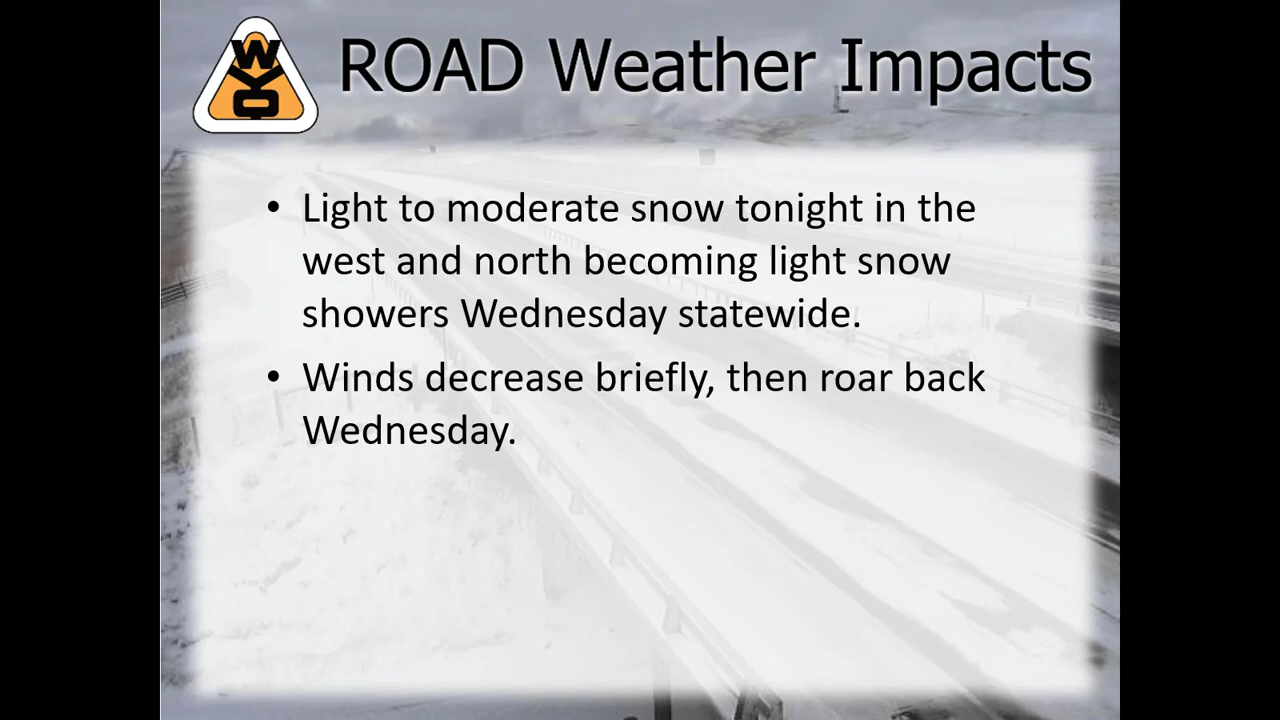 WYO
ROAD Weather Impacts
• Light to moderate snow tonight in the
west and north becoming light snow
showers Wednesday statewide.
• Winds decrease briefly, then roar back
Wednesday.